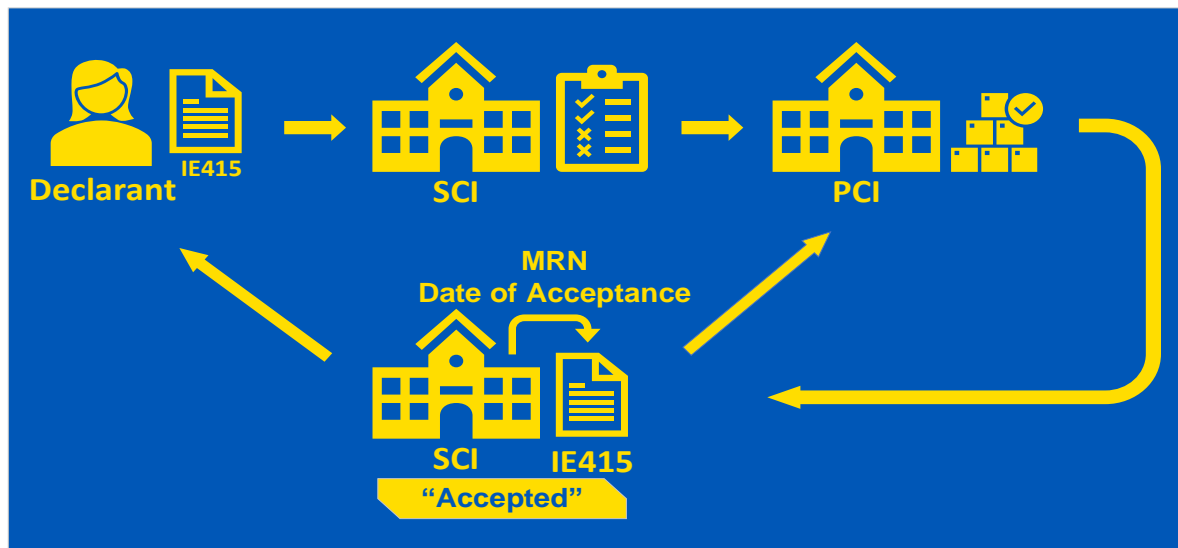 IE415
Declarant
SCI
PCI
MRN
Date of Acceptance
SCI
IE415
“Accepted”